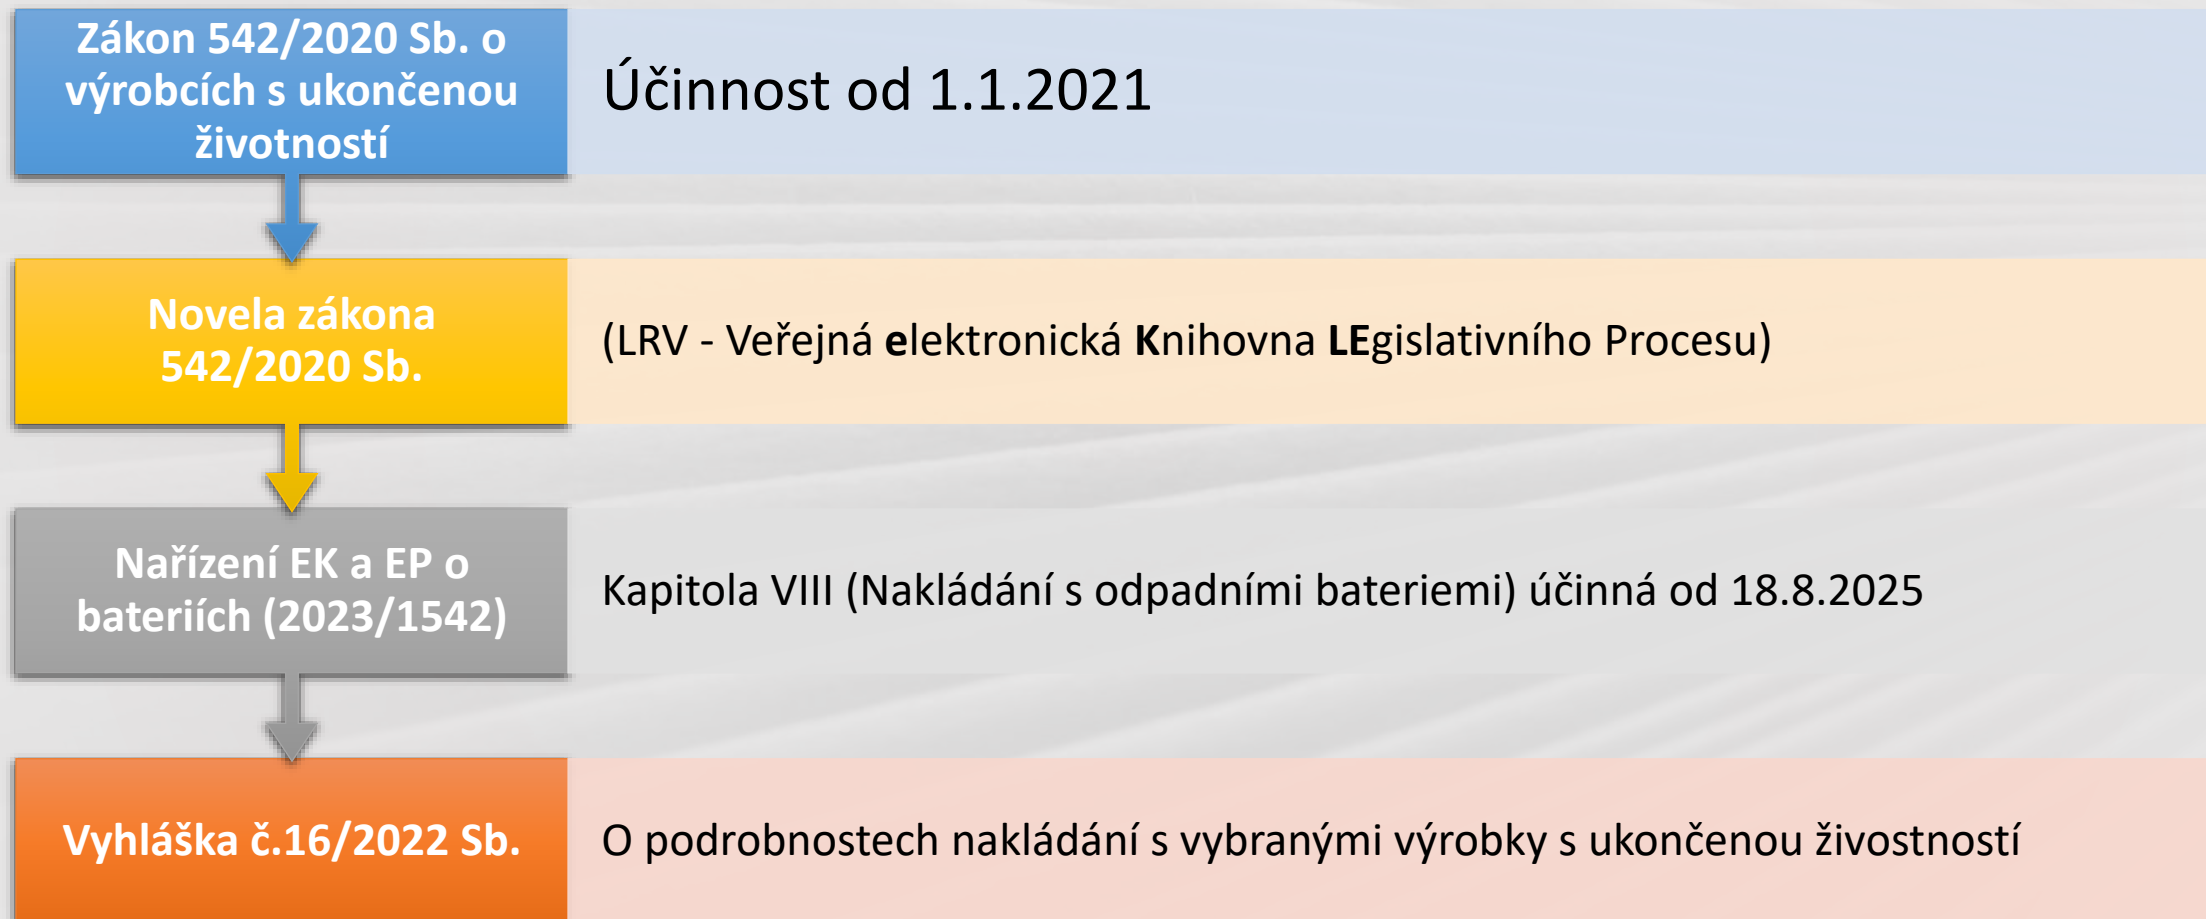 Zákon 542/2020 Sb. o
výrobcích s ukončenou
životností
Účinnost od 1.1.2021
Novela zákona
542/2020 Sb.
(LRV - Veřejná elektronická Knihovna LEgislativního Procesu)
Nařízení EK a EP o
bateriích (2023/1542)
Kapitola VIII (Nakládání s odpadními bateriemi) účinná od 18.8.2025
Vyhláška č.16/2022 Sb.
O podrobnostech nakládání s vybranými výrobky s ukončenou živostností